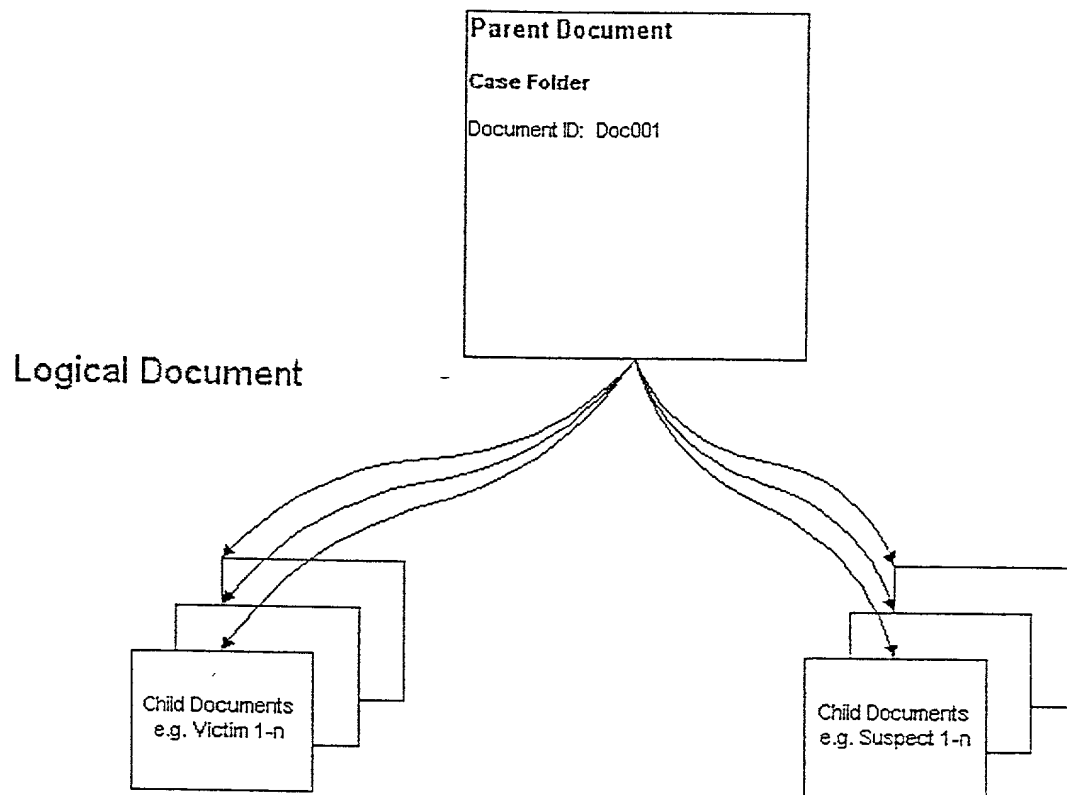 Parent Document
Case Folder
Document ID: Doc001
Logical Document
Child Documents
e.g. Victim 1-n
Child Documents
e.g. Suspect 1-n